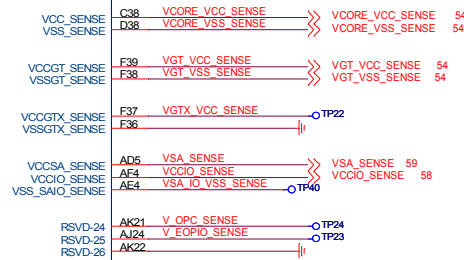 VCC_SENSE C38 VCORE_VCC_SENSE VCORE_VCC_SENSE 54
VSS_SENSE D38 VCORE_VSS_SENSE VCORE_VSS_SENSE 54
VCCGT_SENSE F39 VGT_VCC_SENSE VGT_VCC_SENSE 54
VSSGT_SENSE F38 VGT_VSS_SENSE VGT_VSS_SENSE 54
VCCGTX_SENSE F37 VGTX_VCC_SENSE TP22
VSSGTX_SENSE F36
VCCSA_SENSE AD5 VSA_SENSE VSA_SENSE 59
VCCIO_SENSE AF4 VCCIO_SENSE VCCIO_SENSE 58
VSS_SAIO_SENSE AE4 VSA_IO_VSS_SENSE TP40
RSVD-24 AK21 V_OPC_SENSE TP24
RSVD-25 AJ24 V_EOPIO_SENSE TP23
RSVD-26 AK22